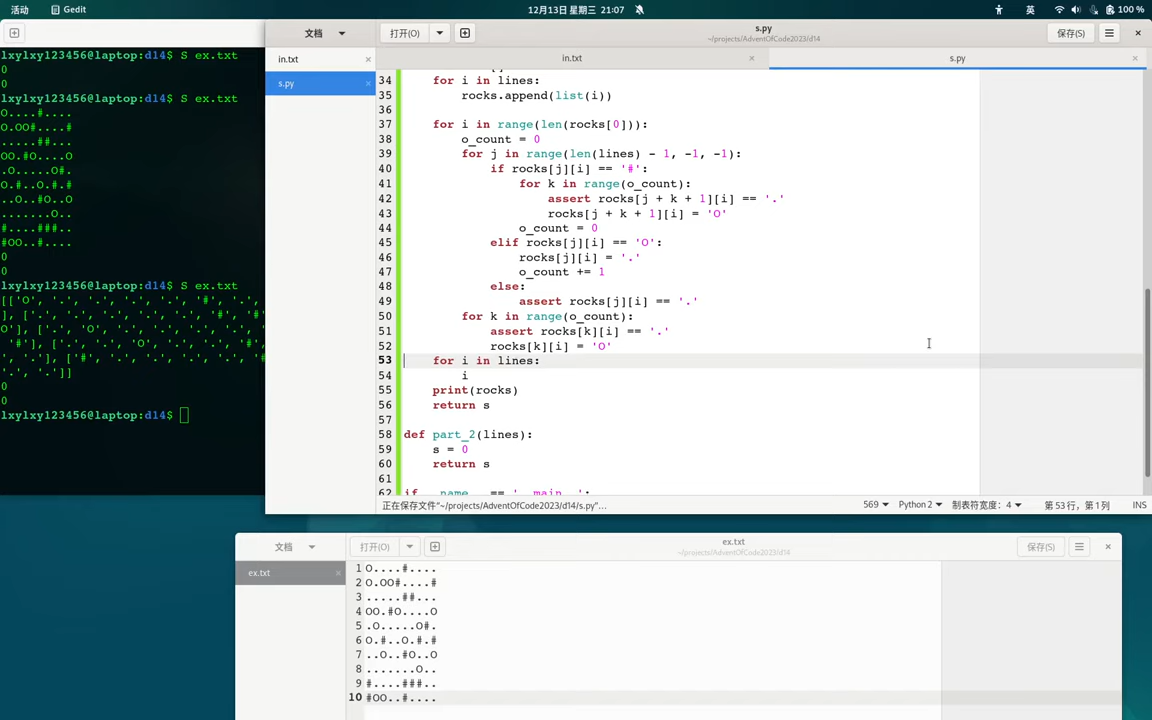 活动 Gedit 12月13日 星期三 21:07 英 100 %
文档 打开(O) s.py 保存(S)
~/projects/AdventOfCode2023/d14
in.txt
s.py
in.txt s.py
lxylxy123456@laptop:d14$ S ex.txt
0
0
lxylxy123456@laptop:d14$ S ex.txt
O....#....
O.OO#....#
.....##...
OO.#O....O
.O.....O#.
O.#..O.#.#
..O..#O..O
.......O..
#....###..
#OO..#....
0
0
lxylxy123456@laptop:d14$ S ex.txt
[['O', '.', '.', '.', '.', '#', '.',
], ['.', '.', '.', '.', '.', '#', '#'
O'], ['.', 'O', '.', '.', '.', '.', 
'#'], ['.', '.', 'O', '.', '.', '#',
'.', '.'], ['#', '.', '.', '.', '.', '#
'.', '.']]
0
0
lxylxy123456@laptop:d14$
34 for i in lines:
35 rocks.append(list(i))
36
37 for i in range(len(rocks[0])):
38 o_count = 0
39 for j in range(len(lines) - 1, -1, -1):
40 if rocks[j][i] == '#':
41 for k in range(o_count):
42 assert rocks[j + k + 1][i] == '.'
43 rocks[j + k + 1][i] = 'O'
44 o_count = 0
45 elif rocks[j][i] == 'O':
46 rocks[j][i] = '.'
47 o_count += 1
48 else:
49 assert rocks[j][i] == '.'
50 for k in range(o_count):
51 assert rocks[k][i] == '.'
52 rocks[k][i] = 'O'
53 for i in lines:
54 i
55 print(rocks)
56 return s
57
58 def part_2(lines):
59 s = 0
60 return s
61
62 if __name__ == '__main__':
正在保存文件“~/projects/AdventOfCode2023/d14/s.py”... 569 Python 2 制表符宽度：4 第 53 行，第 1 列 INS
文档 打开(O) ex.txt 保存(S)
~/projects/AdventOfCode2023/d14
ex.txt
1 O....#....
2 O.OO#....#
3 .....##...
4 OO.#O....O
5 .O.....O#.
6 O.#..O.#.#
7 ..O..#O..O
8 .......O..
9 #....###..
10 #OO..#....